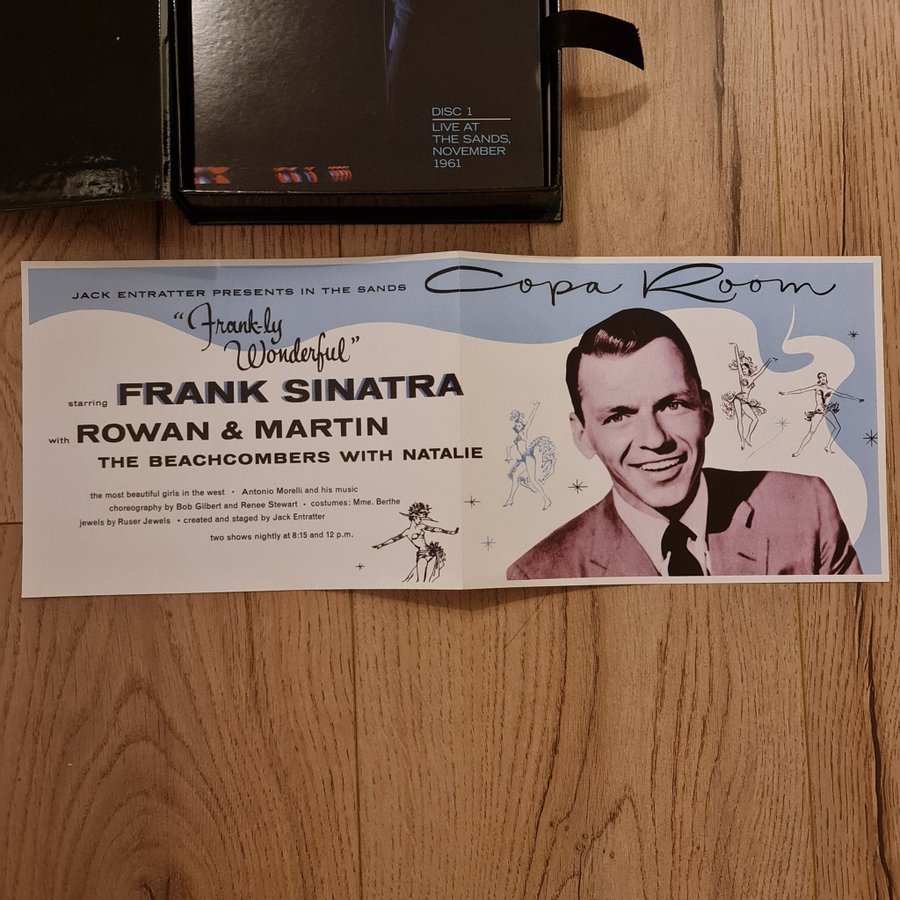 DISC 1
LIVE AT
THE SANDS,
NOVEMBER
1961
JACK ENTRATTER PRESENTS IN THE SANDS Copa Room
"Frank-ly
Wonderful"
starring FRANK SINATRA
with ROWAN & MARTIN
THE BEACHCOMBERS WITH NATALIE
the most beautiful girls in the west • Antonio Morelli and his music
choreography by Bob Gilbert and Renee Stewart • costumes: Mme. Berthe
jewels by Ruser Jewels • created and staged by Jack Entratter
two shows nightly at 8:15 and 12 p.m.